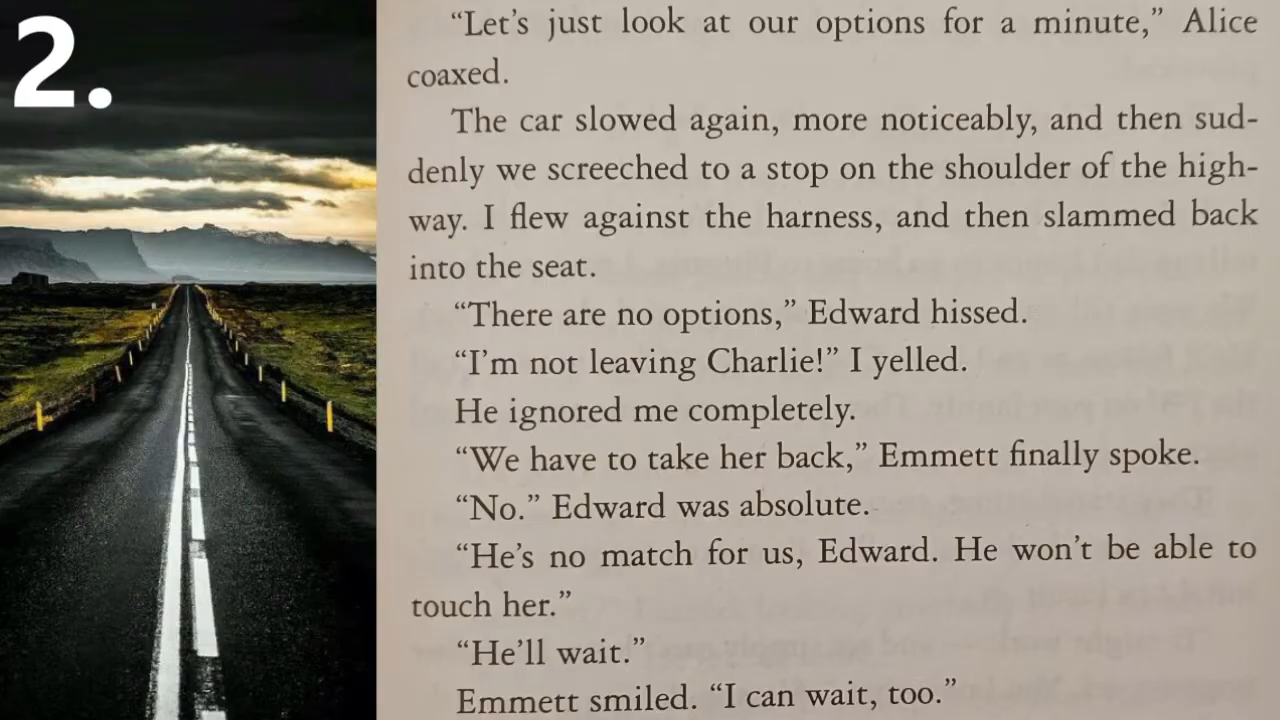 2.
“Let’s just look at our options for a minute,” Alice
coaxed.
The car slowed again, more noticeably, and then sud-
denly we screeched to a stop on the shoulder of the high-
way. I flew against the harness, and then slammed back
into the seat.
“There are no options,” Edward hissed.
“I’m not leaving Charlie!” I yelled.
He ignored me completely.
“We have to take her back,” Emmett finally spoke.
“No.” Edward was absolute.
“He’s no match for us, Edward. He won’t be able to
touch her.”
“He’ll wait.”
Emmett smiled. “I can wait, too.”